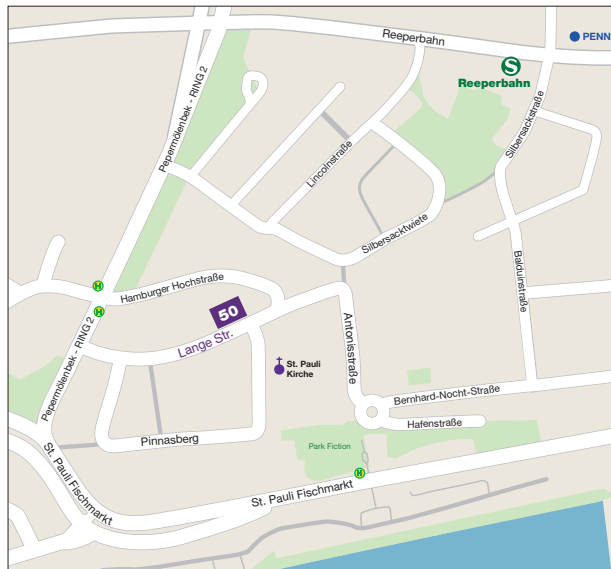 Reeperbahn
PENN
S
Reeperbahn
Pepermölenbek - RING 2
Silbersackstraße
Lincolnstraße
Silbersacktwiete
Balduinstraße
H
Hamburger Hochstraße
H
50
Lange Str.
Antonisstraße
Pepermölenbek - RING 2
St. Pauli
Kirche
Bernhard-Nocht-Straße
Hafenstraße
Pinnasberg
Park Fiction
St. Pauli Fischmarkt
H
St. Pauli Fischmarkt